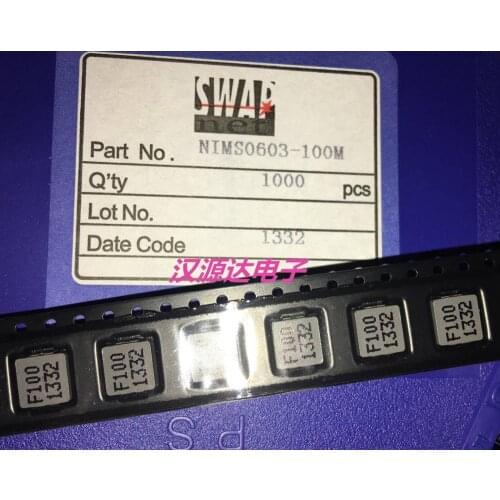 SWAP
net
Part No. NIMS0603-100M
Q'ty 1000 pcs
Lot No.
Date Code 1332
汉源达电子
F100
1332
F100
1332
F100
1332
F100
1332
F100
1332
P S